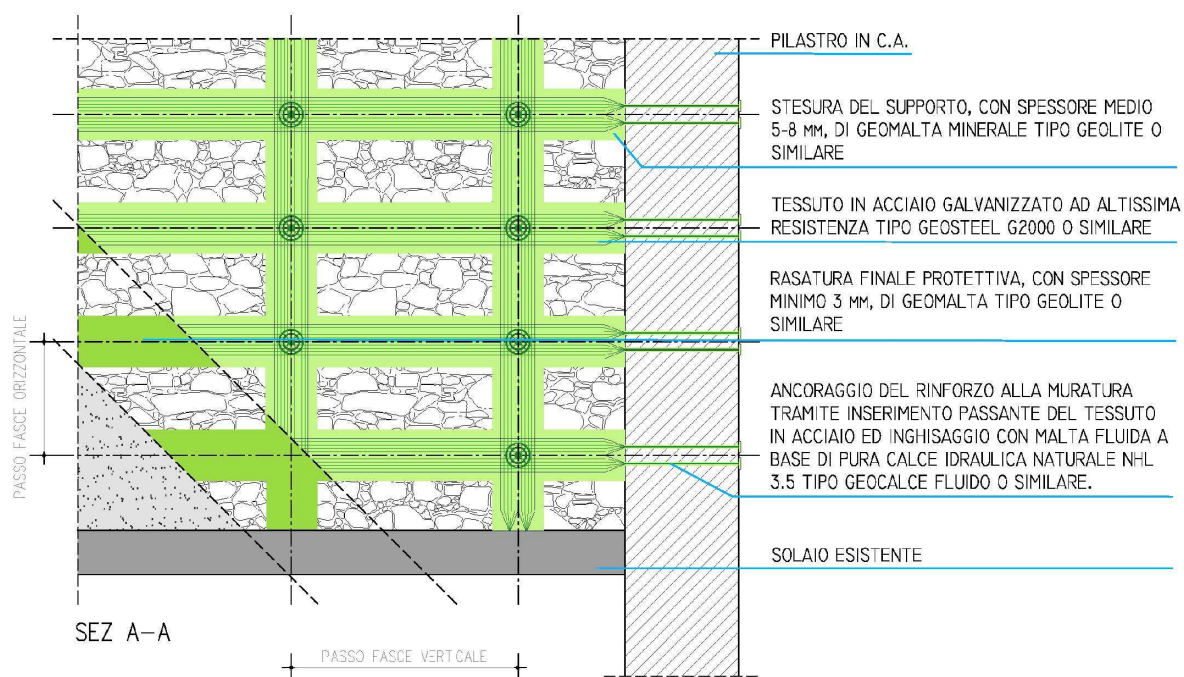 PILASTRO IN C.A.
STESURA DEL SUPPORTO, CON SPESSORE MEDIO
5-8 MM, DI GEOMALTA MINERALE TIPO GEOLITE O
SIMILARE
TESSUTO IN ACCIAIO GALVANIZZATO AD ALTISSIMA
RESISTENZA TIPO GEOSTEEL G2000 O SIMILARE
RASATURA FINALE PROTETTIVA, CON SPESSORE
MINIMO 3 MM, DI GEOMALTA TIPO GEOLITE O
SIMILARE
ANCORAGGIO DEL RINFORZO ALLA MURATURA
TRAMITE INSERIMENTO PASSANTE DEL TESSUTO
IN ACCIAIO ED INGHISAGGIO CON MALTA FLUIDA A
BASE DI PURA CALCE IDRAULICA NATURALE NHL
3.5 TIPO GEOCALCE FLUIDO O SIMILARE.
SOLAIO ESISTENTE
PASSO FASCE ORIZZONTALE
SEZ A-A
PASSO FASCE VERTICALE